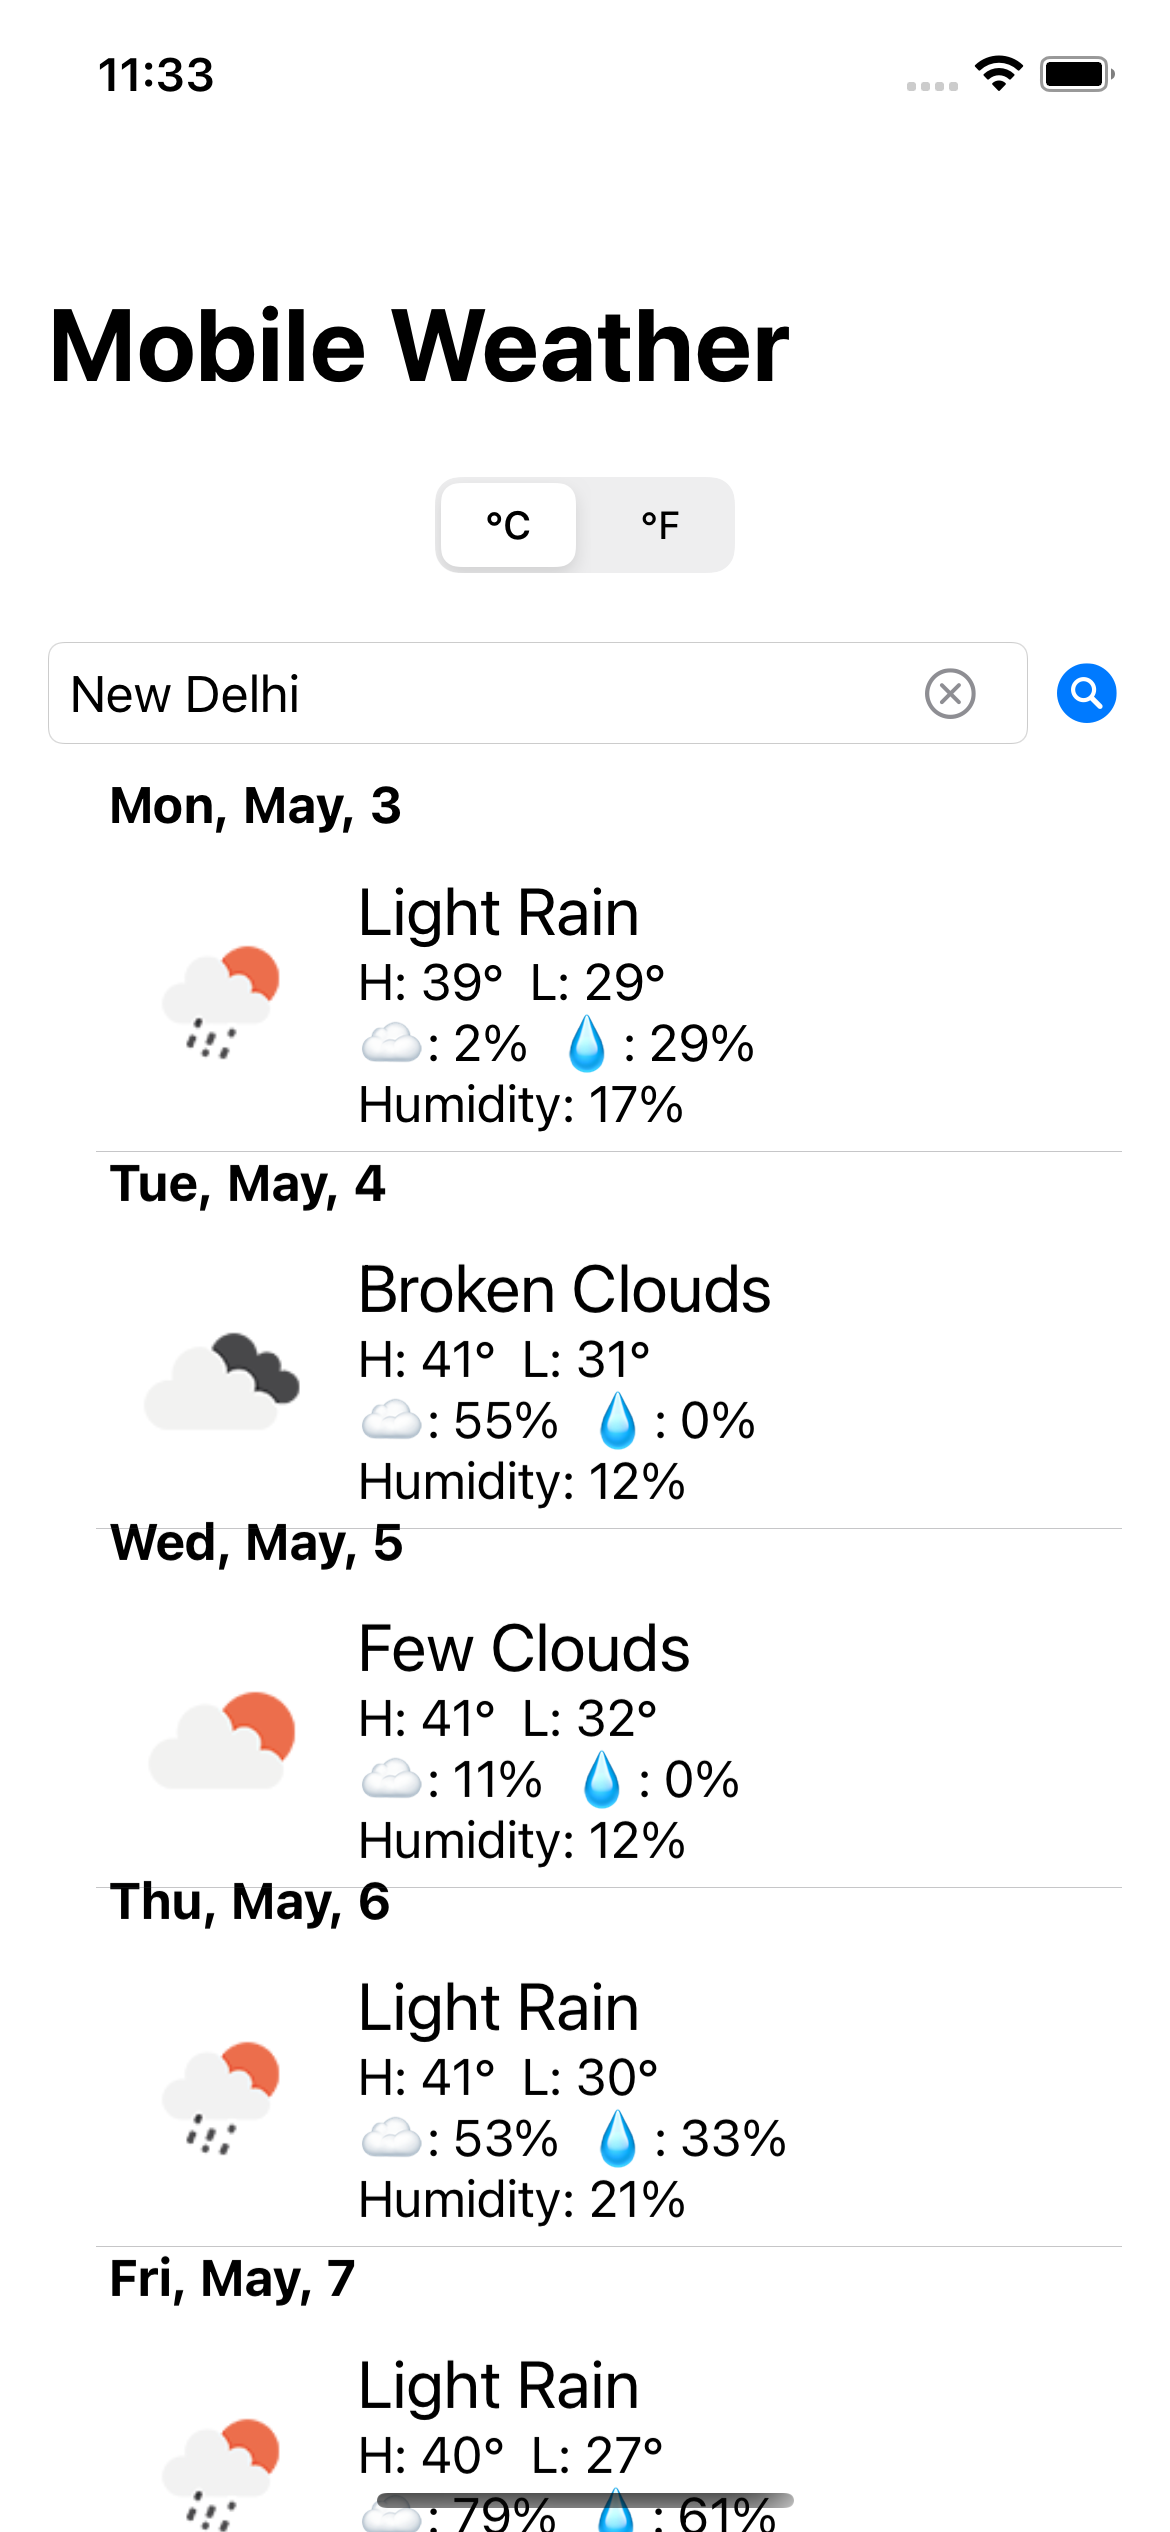 11:33
Mobile Weather
°C °F
New Delhi
Mon, May, 3
Light Rain
H: 39° L: 29°
: 2% : 29%
Humidity: 17%
Tue, May, 4
Broken Clouds
H: 41° L: 31°
: 55% : 0%
Humidity: 12%
Wed, May, 5
Few Clouds
H: 41° L: 32°
: 11% : 0%
Humidity: 12%
Thu, May, 6
Light Rain
H: 41° L: 30°
: 53% : 33%
Humidity: 21%
Fri, May, 7
Light Rain
H: 40° L: 27°
: 79% : 61%